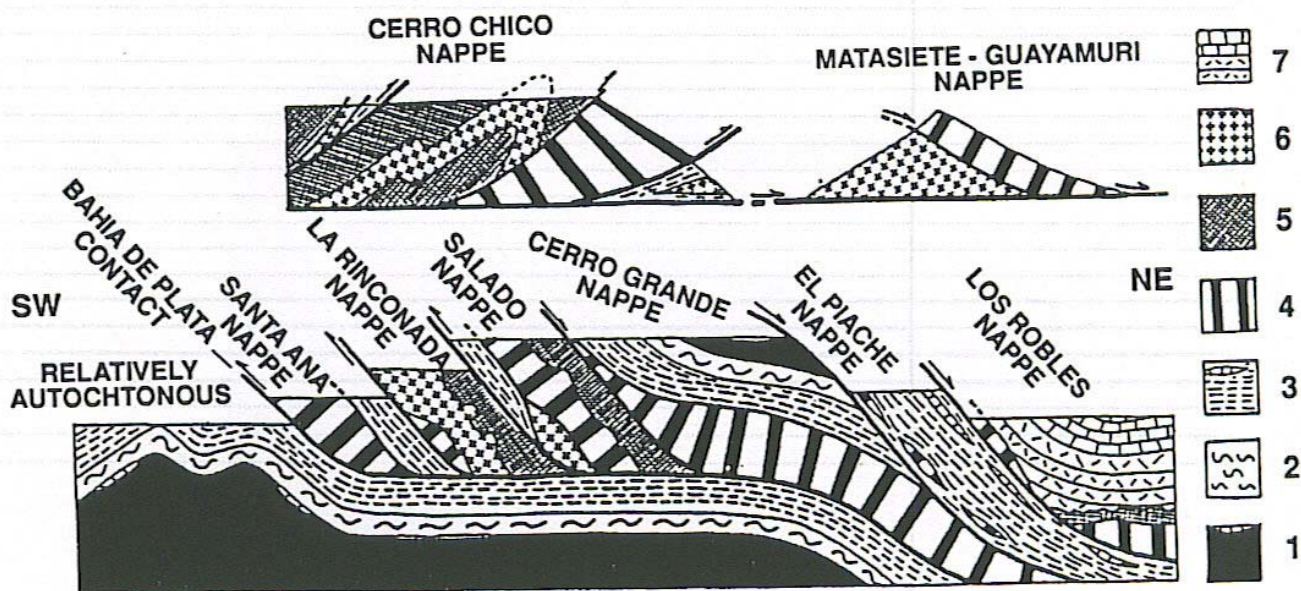 CERRO CHICO
NAPPE
MATASIETE - GUAYAMURI
NAPPE
7
6
5
4
3
2
1
BAHIA DE PLATA
CONTACT
SANTA ANA
NAPPE
LA RINCONADA
NAPPE
SALADO
NAPPE
CERRO GRANDE
NAPPE
EL PIACHE
NAPPE
LOS ROBLES
NAPPE
SW
NE
RELATIVELY
AUTOCHTONOUS